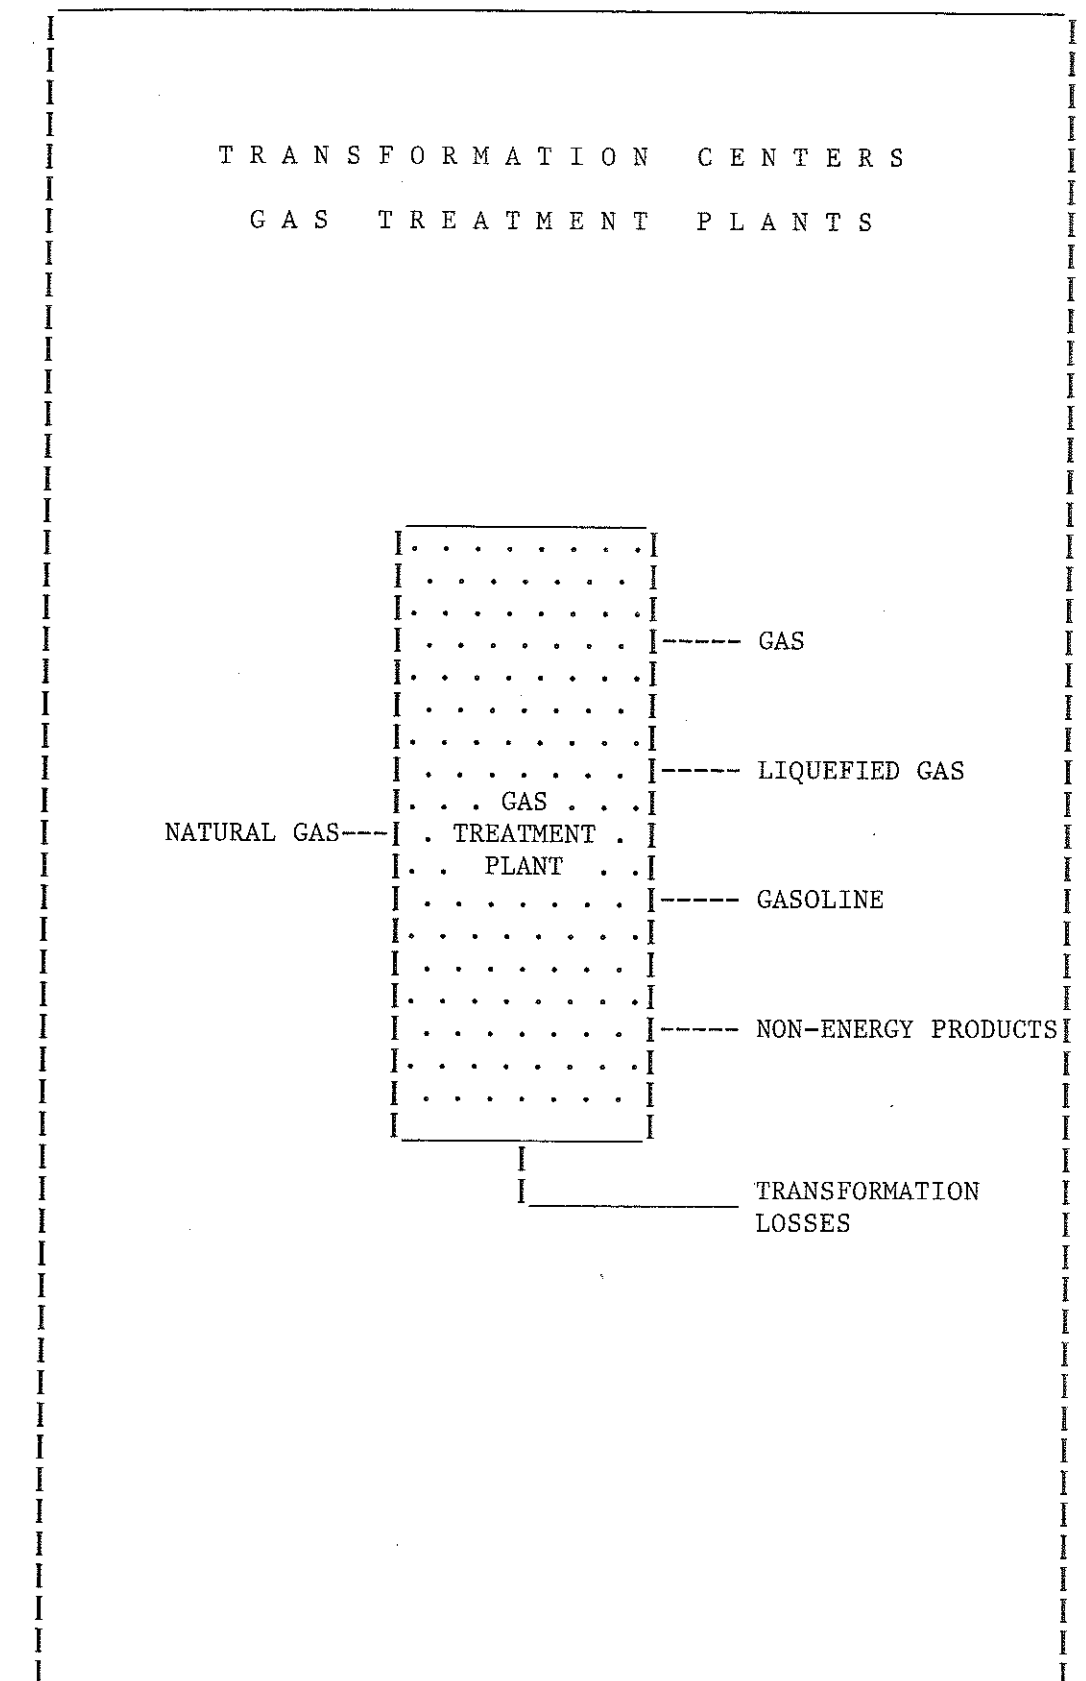 TRANSFORMATION CENTERS
GAS TREATMENT PLANTS
GAS
LIQUEFIED GAS
GAS
NATURAL GAS
TREATMENT
PLANT
GASOLINE
NON-ENERGY PRODUCTS
TRANSFORMATION
LOSSES